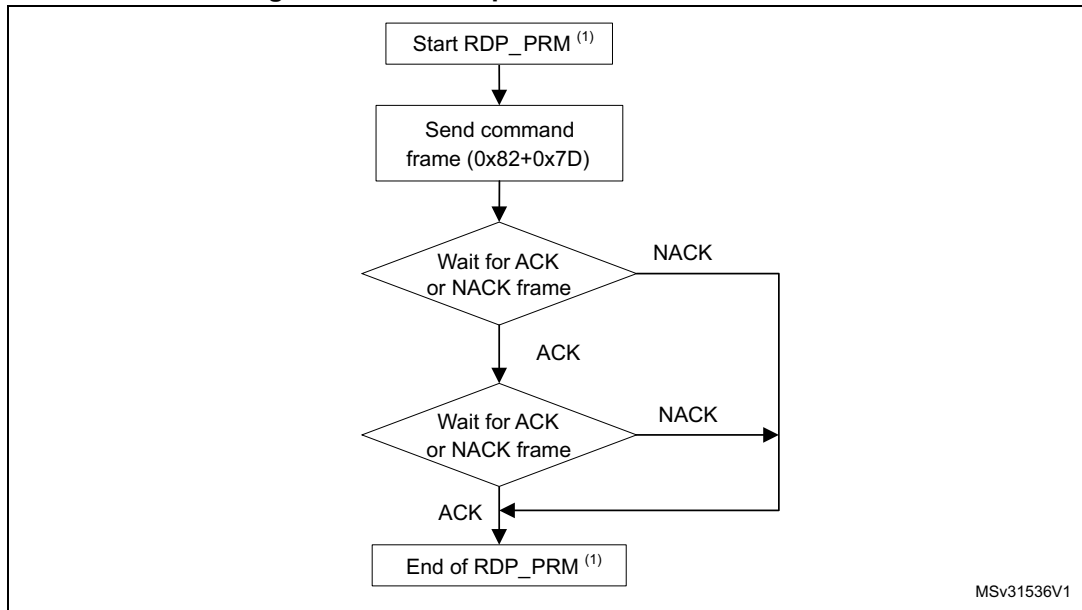 Start RDP_PRM (1)
Send command
frame (0x82+0x7D)
Wait for ACK
or NACK frame
NACK
ACK
Wait for ACK
or NACK frame
NACK
ACK
End of RDP_PRM (1)
MSv31536V1